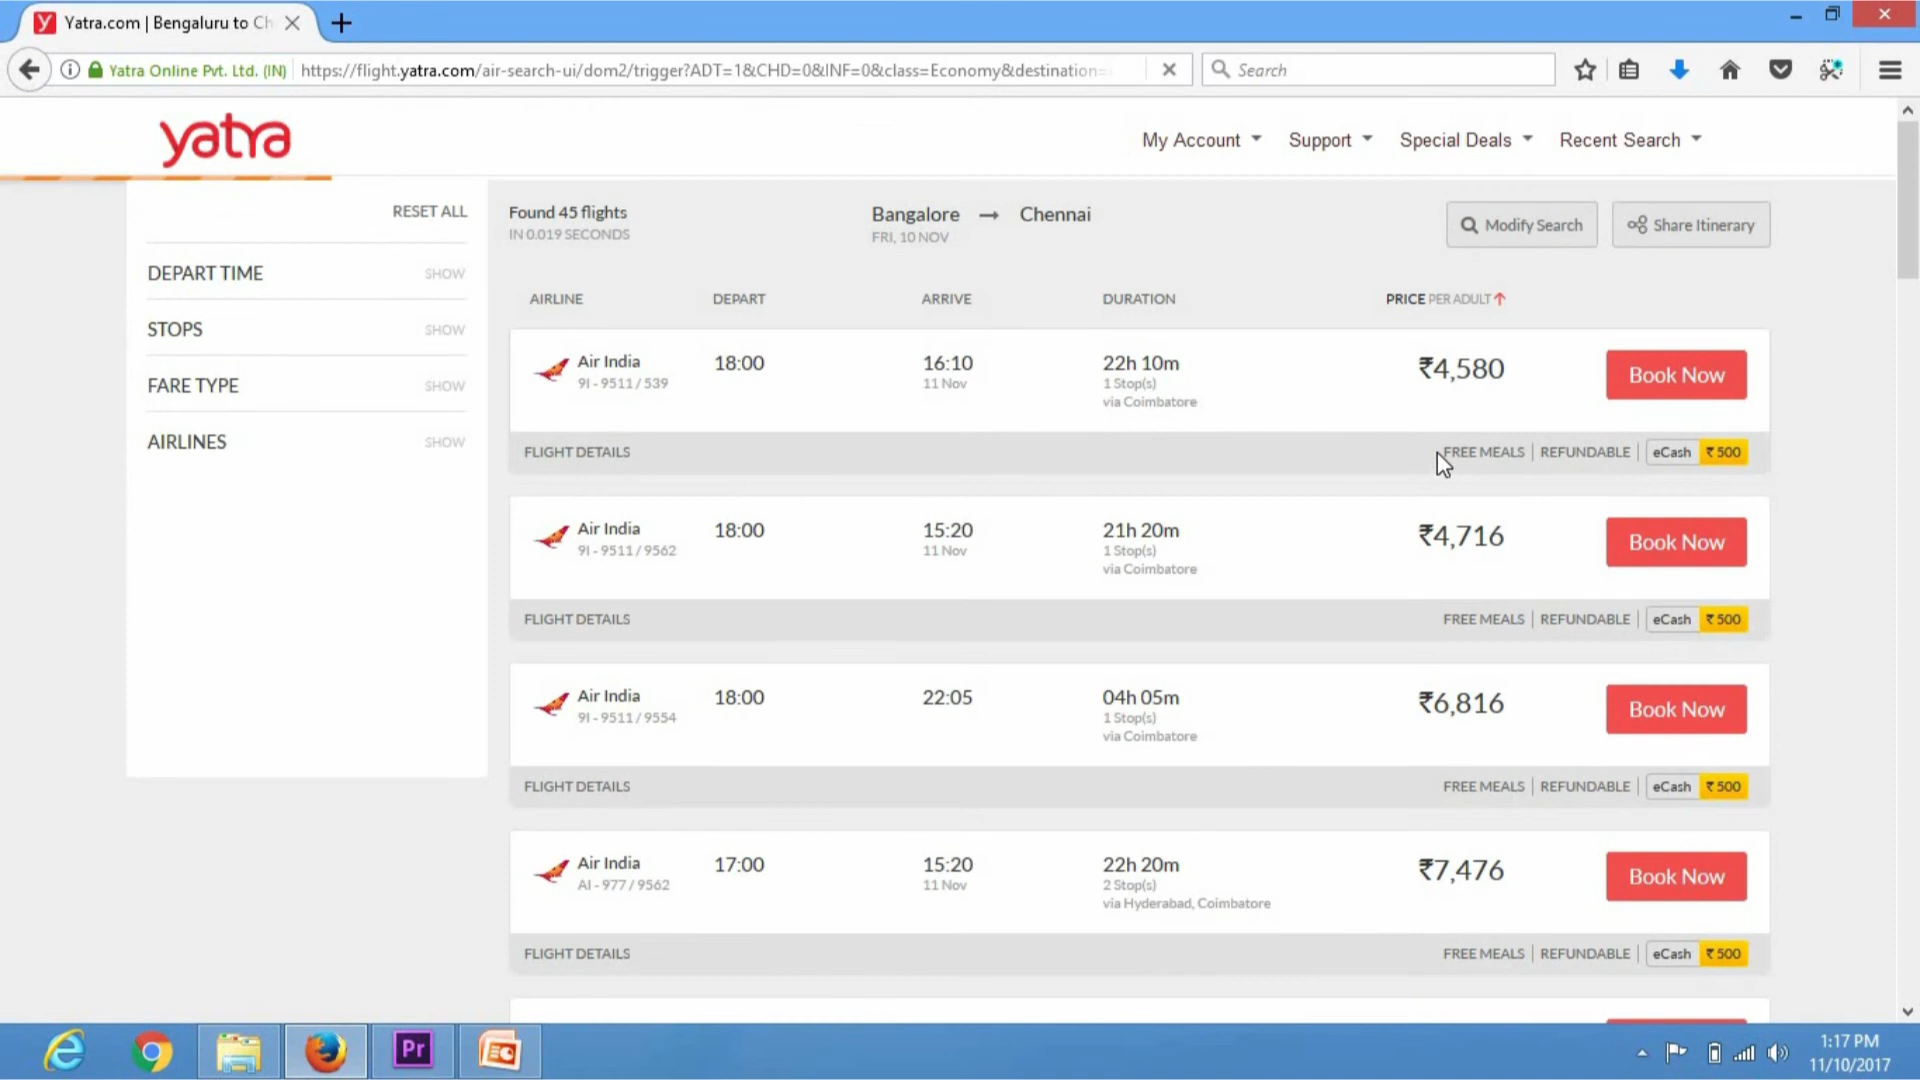 Yatra.com | Bengaluru to Ch
Yatra Online Pvt. Ltd. (IN)
https://flight.yatra.com/air-search-ui/dom2/trigger?ADT=1&CHD=0&INF=0&class=Economy&destination=
Search
yatra
My Account
Support
Special Deals
Recent Search
RESET ALL
DEPART TIME SHOW
STOPS SHOW
FARE TYPE SHOW
AIRLINES SHOW
Found 45 flights
IN 0.019 SECONDS
Bangalore → Chennai
FRI, 10 NOV
Modify Search
Share Itinerary
AIRLINE DEPART ARRIVE DURATION PRICE PER ADULT
Air India 18:00 16:10 22h 10m ₹4,580 Book Now
9I - 9511 / 539 11 Nov 1 Stop(s)
via Coimbatore
FLIGHT DETAILS FREE MEALS | REFUNDABLE | eCash ₹ 500
Air India 18:00 15:20 21h 20m ₹4,716 Book Now
9I - 9511 / 9562 11 Nov 1 Stop(s)
via Coimbatore
FLIGHT DETAILS FREE MEALS | REFUNDABLE | eCash ₹ 500
Air India 18:00 22:05 04h 05m ₹6,816 Book Now
9I - 9511 / 9554 1 Stop(s)
via Coimbatore
FLIGHT DETAILS FREE MEALS | REFUNDABLE | eCash ₹ 500
Air India 17:00 15:20 22h 20m ₹7,476 Book Now
AI - 977 / 9562 11 Nov 2 Stop(s)
via Hyderabad, Coimbatore
FLIGHT DETAILS FREE MEALS | REFUNDABLE | eCash ₹ 500
Pr
1:17 PM
11/10/2017